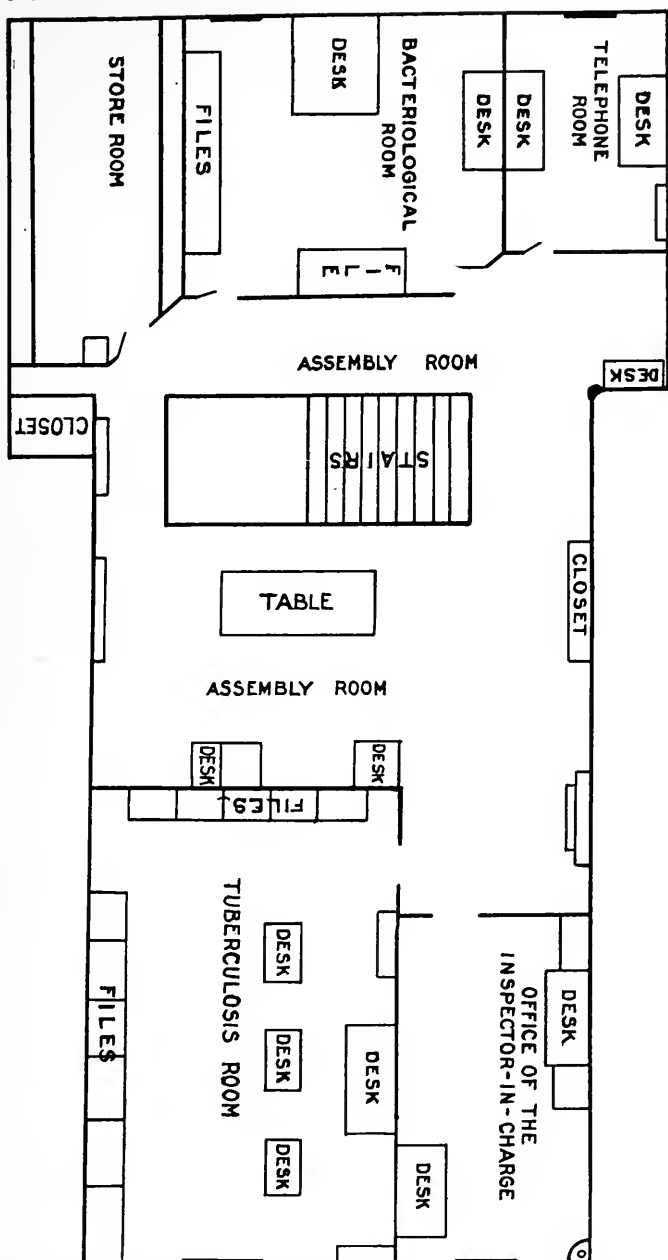 STORE ROOM
FILES
DESK
BACTERIOLOGICAL
ROOM
DESK
DESK
TELEPHONE
ROOM
DESK
FILE
ASSEMBLY ROOM
DESK
CLOSET
STAIRS
TABLE
CLOSET
ASSEMBLY ROOM
DESK
DESK
FILES
TUBERCULOSIS ROOM
DESK
DESK
DESK
DESK
FILES
OFFICE OF THE
INSPECTOR-IN-CHARGE
DESK
DESK